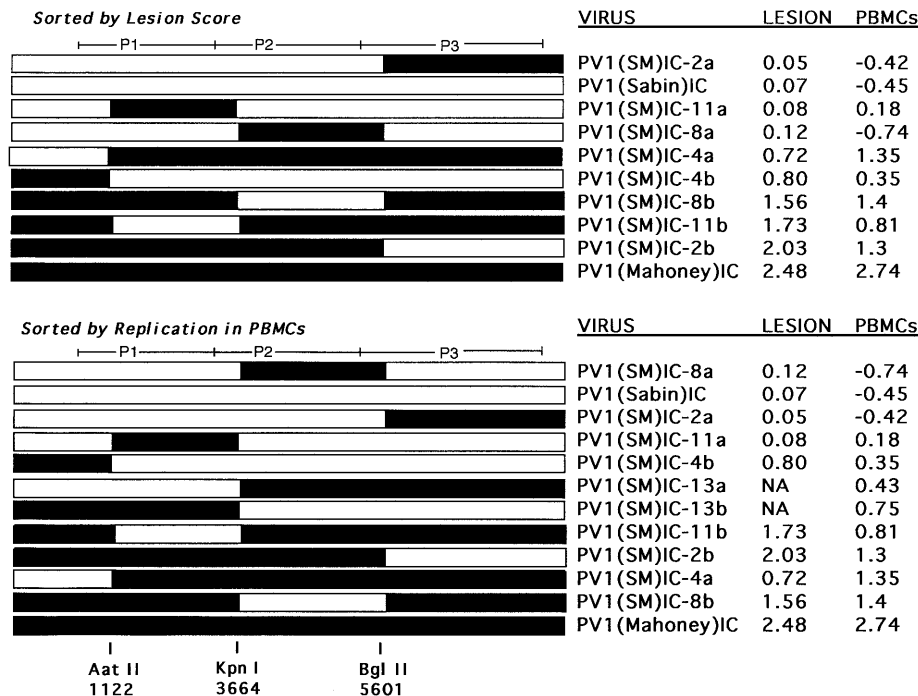 Sorted by Lesion Score
VIRUS LESION PBMCs
P1 P2 P3
PV1(SM)IC-2a 0.05 -0.42
PV1(Sabin)IC 0.07 -0.45
PV1(SM)IC-11a 0.08 0.18
PV1(SM)IC-8a 0.12 -0.74
PV1(SM)IC-4a 0.72 1.35
PV1(SM)IC-4b 0.80 0.35
PV1(SM)IC-8b 1.56 1.4
PV1(SM)IC-11b 1.73 0.81
PV1(SM)IC-2b 2.03 1.3
PV1(Mahoney)IC 2.48 2.74
Sorted by Replication in PBMCs
VIRUS LESION PBMCs
P1 P2 P3
PV1(SM)IC-8a 0.12 -0.74
PV1(Sabin)IC 0.07 -0.45
PV1(SM)IC-2a 0.05 -0.42
PV1(SM)IC-11a 0.08 0.18
PV1(SM)IC-4b 0.80 0.35
PV1(SM)IC-13a NA 0.43
PV1(SM)IC-13b NA 0.75
PV1(SM)IC-11b 1.73 0.81
PV1(SM)IC-2b 2.03 1.3
PV1(SM)IC-4a 0.72 1.35
PV1(SM)IC-8b 1.56 1.4
PV1(Mahoney)IC 2.48 2.74
Aat II Kpn I Bgl II
1122 3664 5601